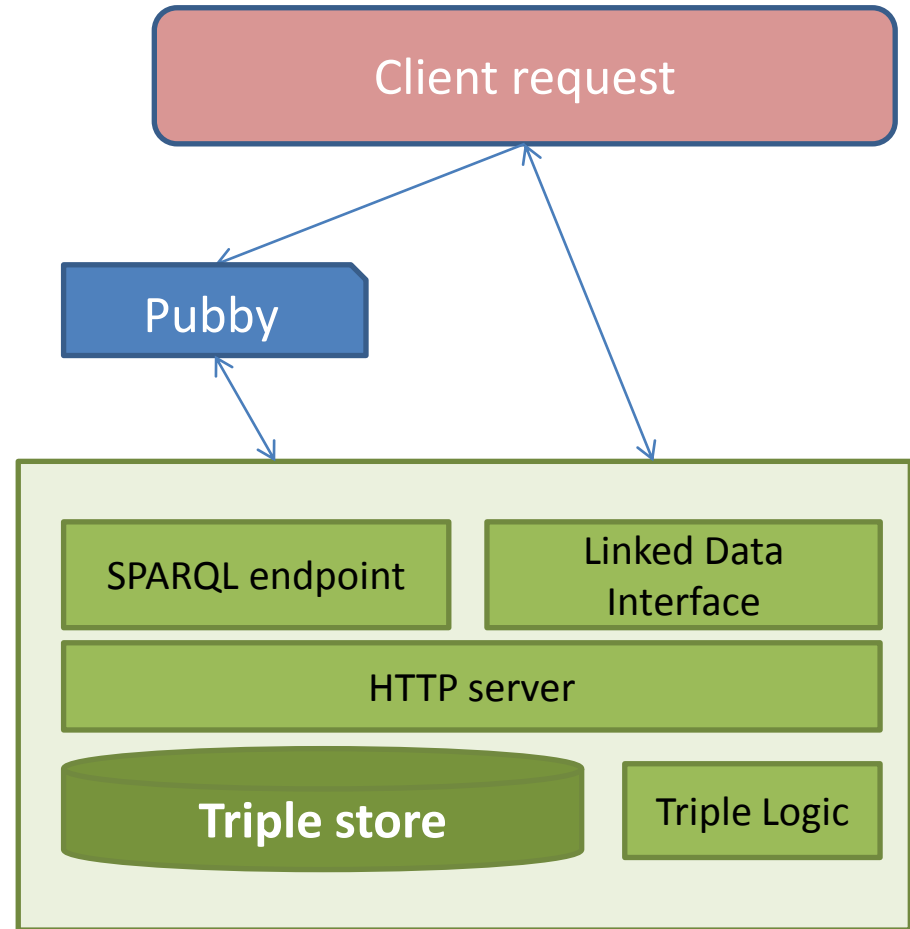 Client request
Pubby
SPARQL endpoint
Linked Data
Interface
HTTP server
Triple store
Triple Logic